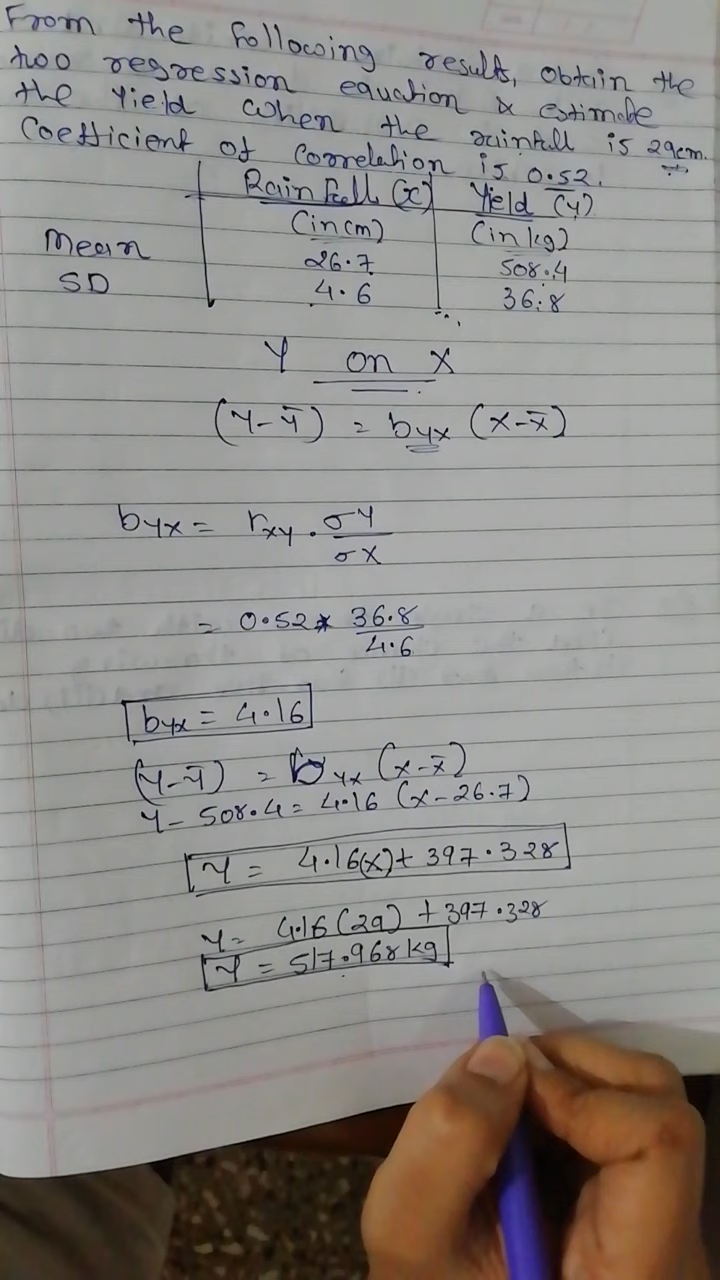 From the following result, obtain the
two regression equation & estimate
the Yield when the rainfall is 29cm.
Coefficient of Correlation is 0.52.
Rainfall (x) Yield (y)
(in cm) (in kg)
Mean 26.7 508.4
SD 4.6 36.8
Y on X
(Y-ȳ) = byx (X-x̄)
byx = rxy . σY/σX
= 0.52 * 36.8/4.6
byx = 4.16
(Y-ȳ) = byx (x-x̄)
Y - 508.4 = 4.16 (x-26.7)
Y = 4.16(x) + 397.328
Y = 4.16 (29) + 397.328
Y = 517.968 kg